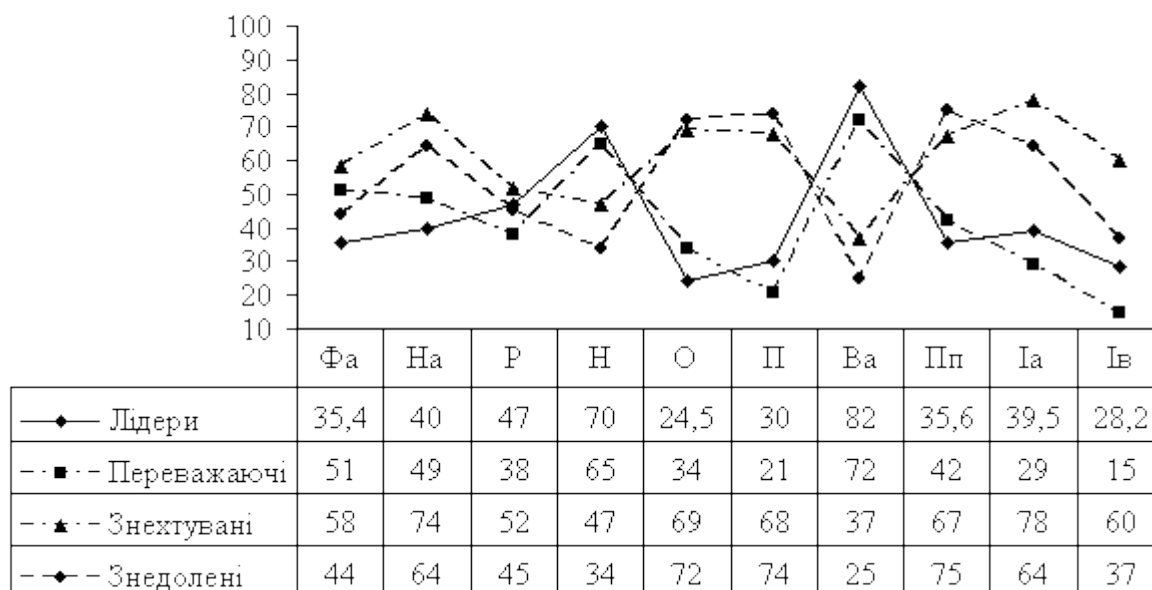 100
90
80
70
60
50
40
30
20
10
Фа На Р Н О П Ва Пп Іа Ів
Лідери 35,4 40 47 70 24,5 30 82 35,6 39,5 28,2
Переважаючі 51 49 38 65 34 21 72 42 29 15
Знехтувані 58 74 52 47 69 68 37 67 78 60
Знедолені 44 64 45 34 72 74 25 75 64 37